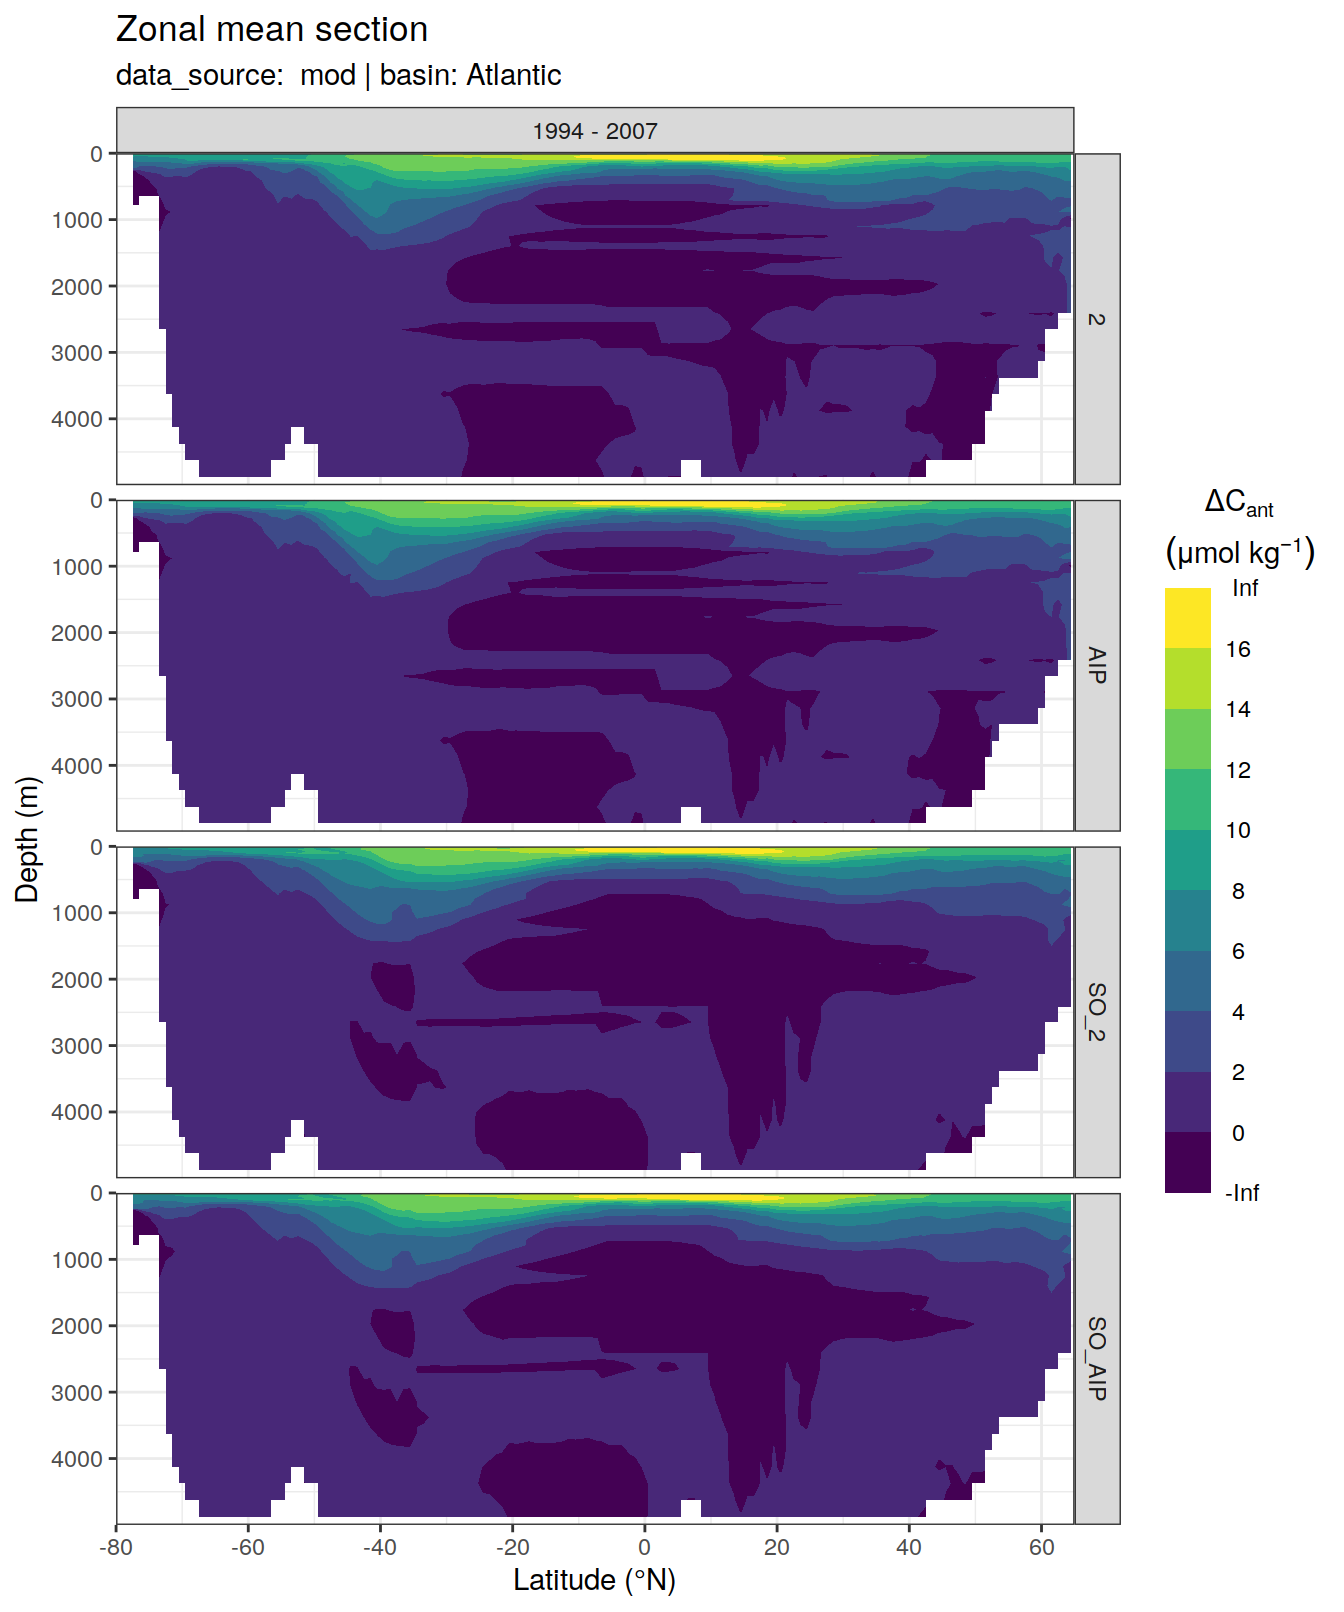 Zonal mean section
data_source:  mod | basin: Atlantic
1994 - 2007
0
1000
2000
3000
4000
2
0
1000
2000
3000
4000
AIP
0
1000
2000
3000
4000
SO_2
0
1000
2000
3000
4000
SO_AIP
-80 -60 -40 -20 0 20 40 60
Latitude (°N)
Depth (m)
ΔCant
(μmol kg−1)
Inf
16
14
12
10
8
6
4
2
0
-Inf